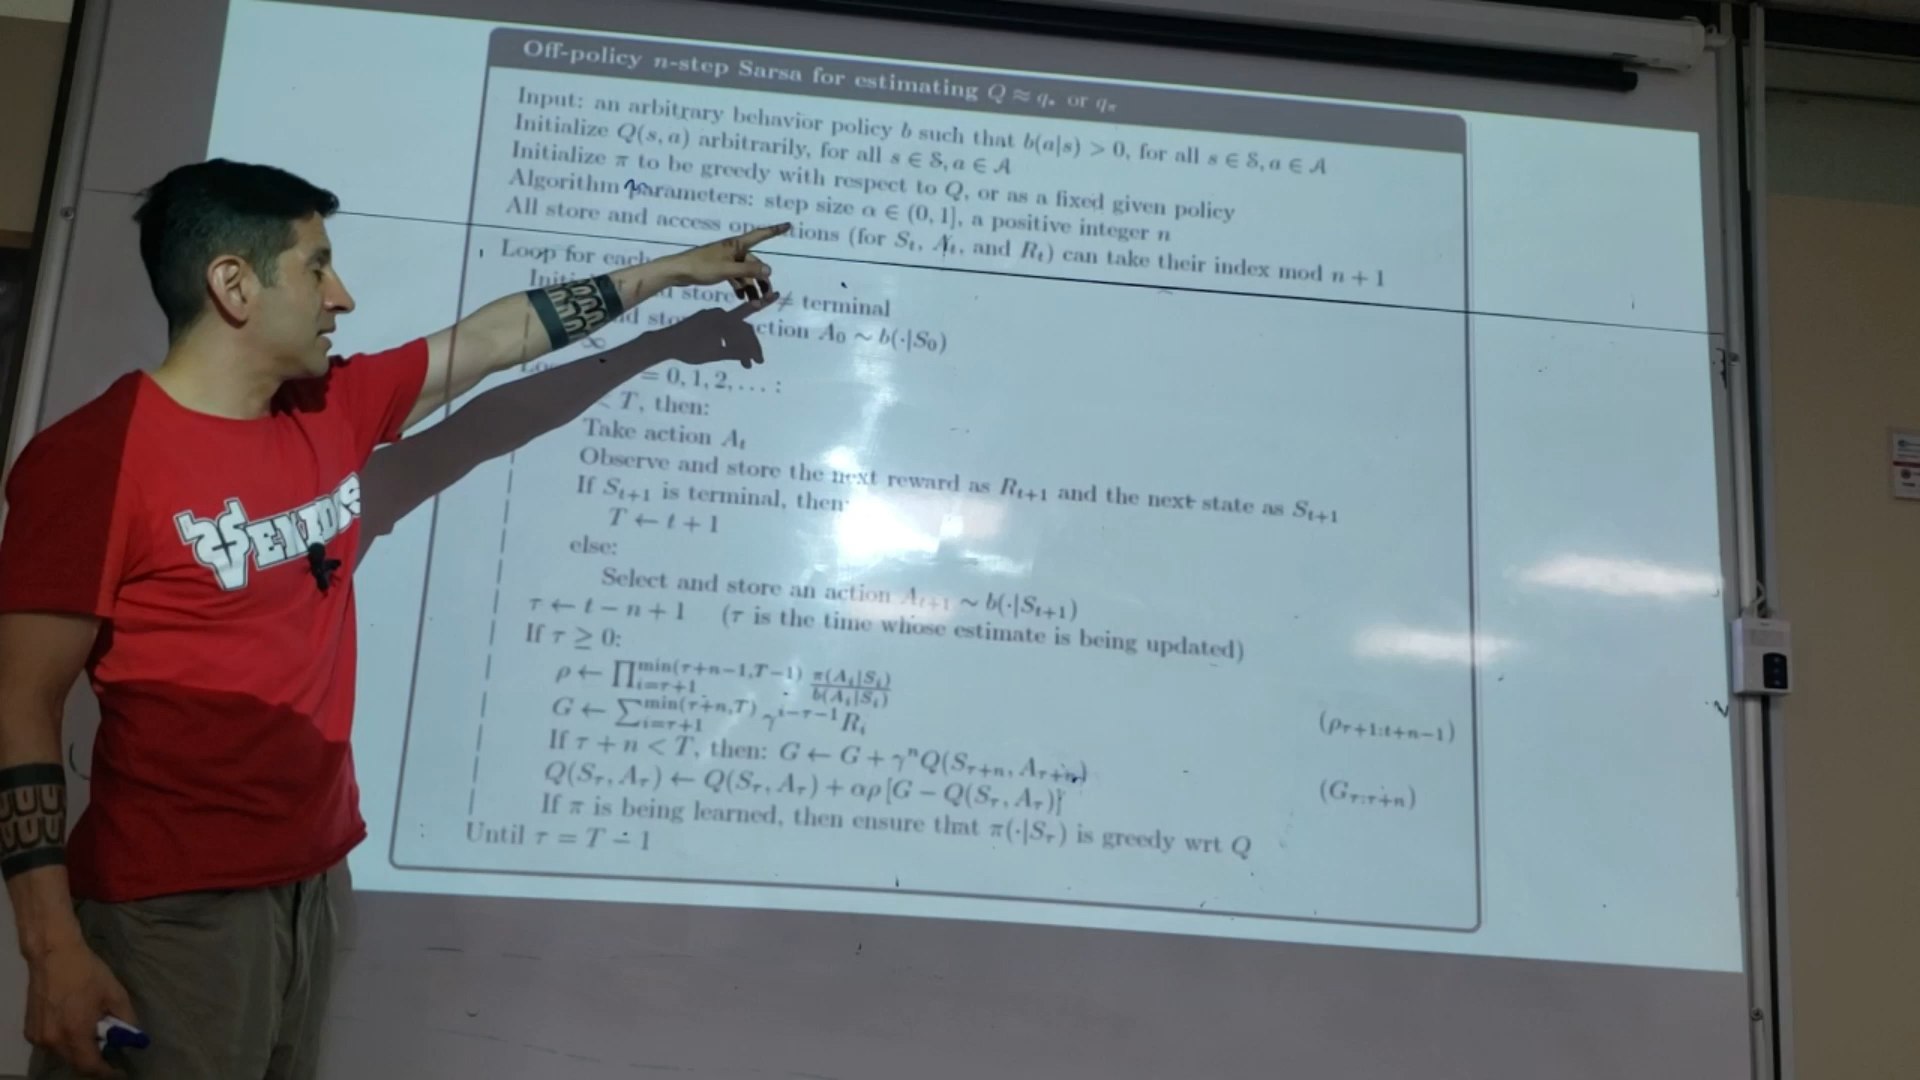 Off-policy n-step Sarsa for estimating Q ≈ q* or qπ
Input: an arbitrary behavior policy b such that b(a|s) > 0, for all s ∈ S, a ∈ A
Initialize Q(s, a) arbitrarily, for all s ∈ S, a ∈ A
Initialize π to be greedy with respect to Q, or as a fixed given policy
Algorithm parameters: step size α ∈ (0, 1], a positive integer n
All store and access operations (for St, At, and Rt) can take their index mod n + 1
Loop for each
store ≠ terminal
action A0 ~ b(·|S0)
∞
= 0, 1, 2, . . . :
T, then:
Take action At
Observe and store the next reward as Rt+1 and the next state as St+1
If St+1 is terminal, then
T ← t + 1
else:
Select and store an action At+1 ~ b(·|St+1)
τ ← t − n + 1 (τ is the time whose estimate is being updated)
If τ ≥ 0:
ρ ← ∏_{i=τ+1}^{min(τ+n−1,T−1)} π(Ai|Si)/b(Ai|Si) (ρτ+1:t+n−1)
G ← ∑_{i=τ+1}^{min(τ+n,T)} γ^{i−τ−1} Ri
If τ + n < T, then: G ← G + γ^n Q(Sτ+n, Aτ+n) (Gτ:τ+n)
Q(Sτ, Aτ) ← Q(Sτ, Aτ) + αρ [G − Q(Sτ, Aτ)]
If π is being learned, then ensure that π(·|Sτ) is greedy wrt Q
Until τ = T − 1